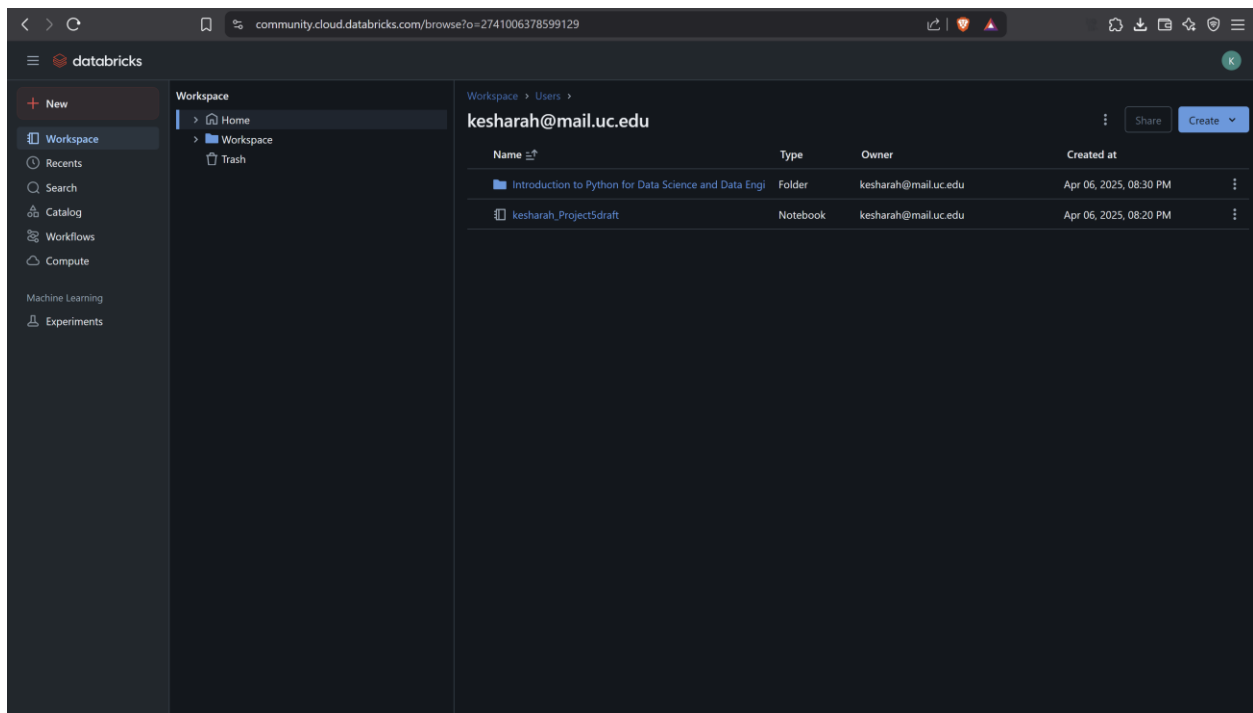 community.cloud.databricks.com/browse?o=2741006378599129
databricks
K
New
Workspace
Recents
Search
Catalog
Workflows
Compute
Machine Learning
Experiments
Workspace
Home
Workspace
Trash
Workspace > Users >
kesharah@mail.uc.edu
Share
Create
Name Type Owner Created at
Introduction to Python for Data Science and Data Engi Folder kesharah@mail.uc.edu Apr 06, 2025, 08:30 PM
kesharah_Project5draft Notebook kesharah@mail.uc.edu Apr 06, 2025, 08:20 PM